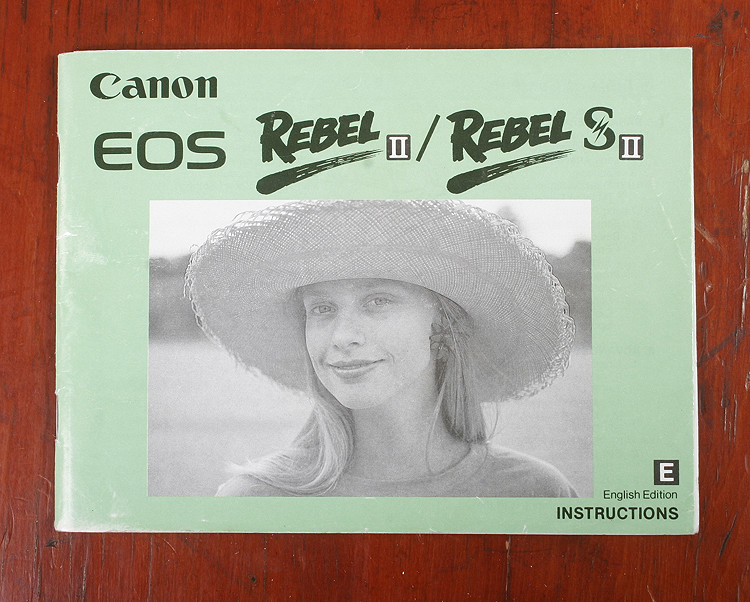 Canon
EOS REBEL II / REBEL S II
E
English Edition
INSTRUCTIONS